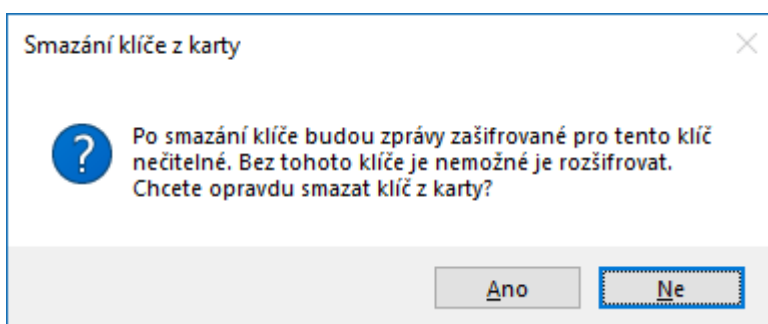 Smazání klíče z karty
Po smazání klíče budou zprávy zašifrované pro tento klíč
nečitelné. Bez tohoto klíče je nemožné je rozšifrovat.
Chcete opravdu smazat klíč z karty?
Ano
Ne